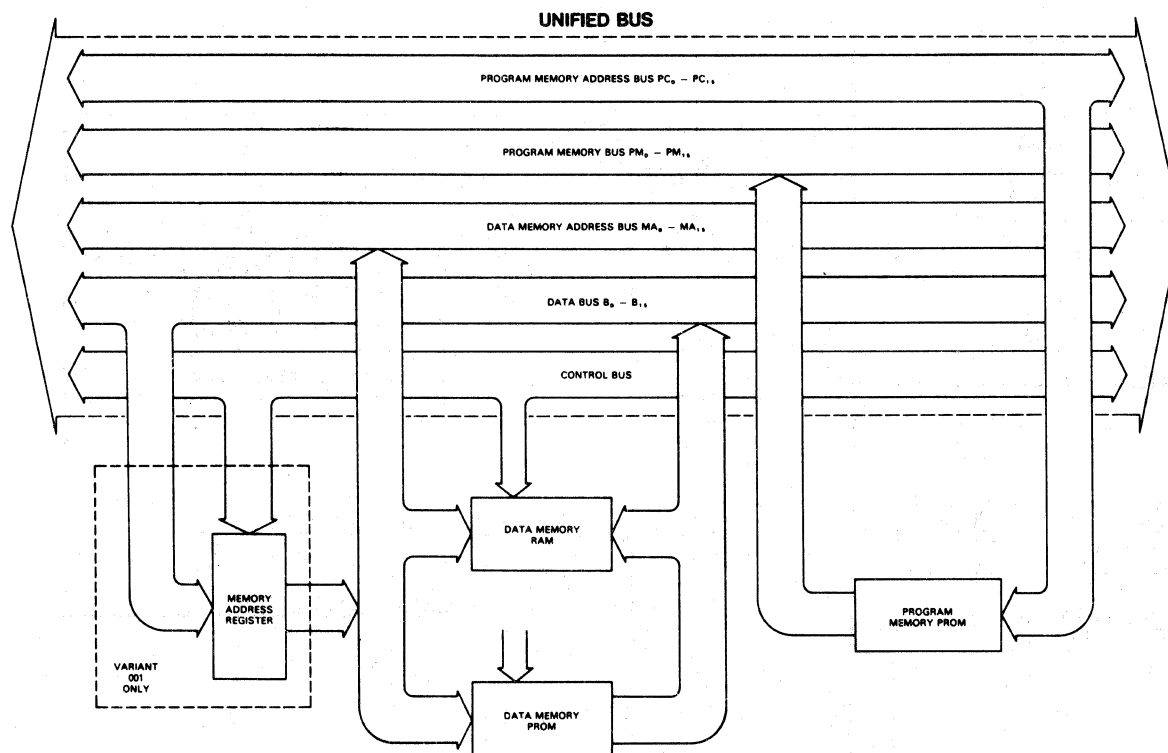 UNIFIED BUS
PROGRAM MEMORY ADDRESS BUS PC₀ – PC₁₅
PROGRAM MEMORY BUS PM₀ – PM₁₅
DATA MEMORY ADDRESS BUS MA₀ – MA₁₅
DATA BUS B₀ – B₁₅
CONTROL BUS
DATA MEMORY
RAM
MEMORY
ADDRESS
REGISTER
PROGRAM
MEMORY PROM
VARIANT
001
ONLY
DATA MEMORY
PROM